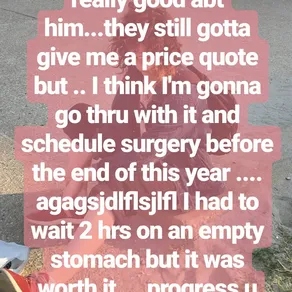 really good abt
him...they still gotta
give me a price quote
but .. I think I'm gonna
go thru with it and
schedule surgery before
the end of this year ....
agagsjdlflsjlfl I had to
wait 2 hrs on an empty
stomach but it was
worth it ... progress u